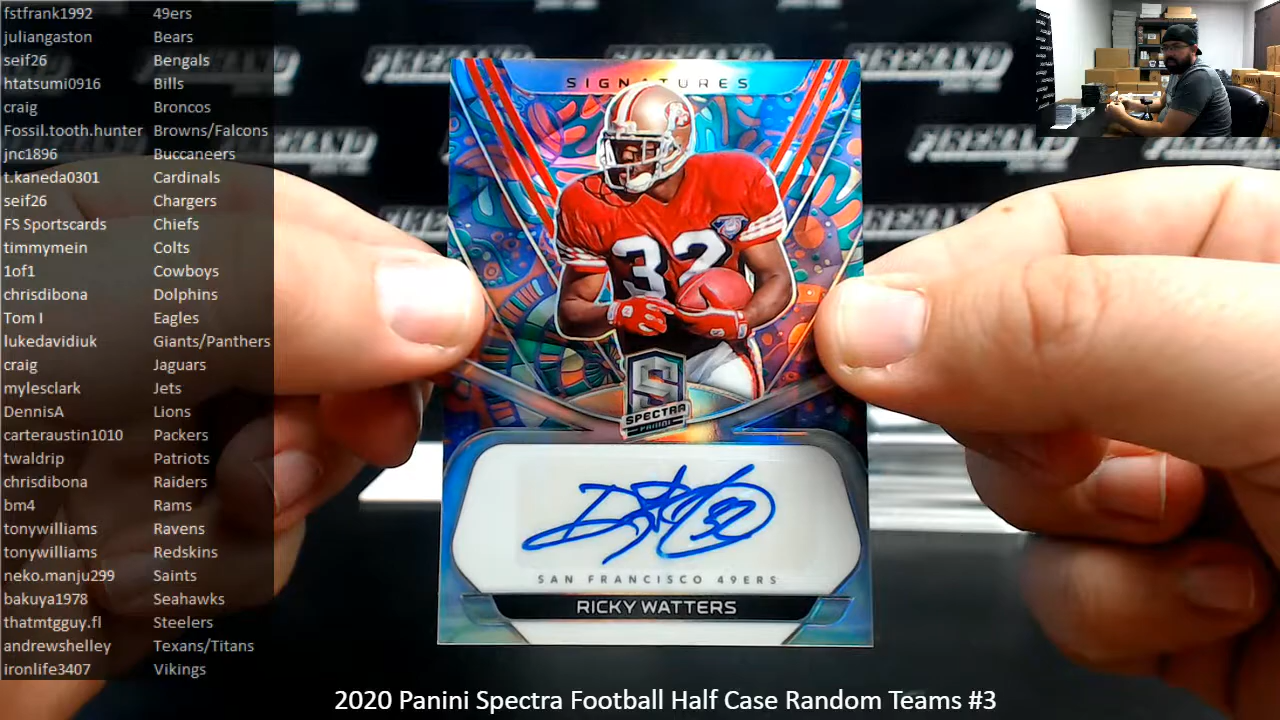 fstfrank1992 49ers
juliangaston Bears
seif26 Bengals
htatsumi0916 Bills
craig Broncos
Fossil.tooth.hunter Browns/Falcons
jnc1896 Buccaneers
t.kaneda0301 Cardinals
seif26 Chargers
FS Sportscards Chiefs
timmymein Colts
1of1 Cowboys
chrisdibona Dolphins
Tom I Eagles
lukedavidiuk Giants/Panthers
craig Jaguars
mylesclark Jets
DennisA Lions
carteraustin1010 Packers
twaldrip Patriots
chrisdibona Raiders
bm4 Rams
tonywilliams Ravens
tonywilliams Redskins
neko.manju299 Saints
bakuya1978 Seahawks
thatmtgguy.fl Steelers
andrewshelley Texans/Titans
ironlife3407 Vikings
SIGNATURES
32
S
SPECTRA
PANINI
32
SAN FRANCISCO 49ERS
RICKY WATTERS
FIREHAND
2020 Panini Spectra Football Half Case Random Teams #3